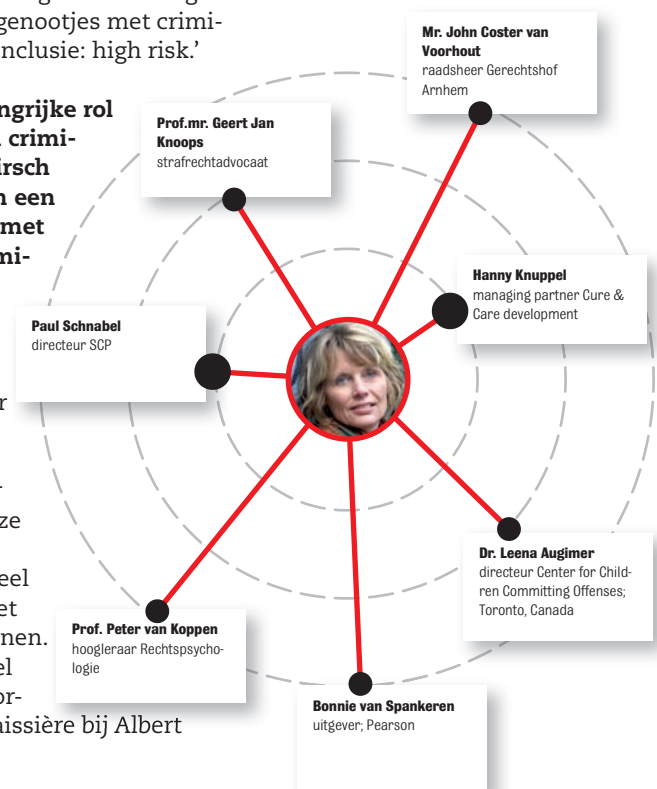 genootjes met crimi-
nclusie: high risk.’
ngrijke rol
crimi-
irsch
n een
met
mi-
r
-
ze
eel
et
nen.
el
or-
aissière bij Albert
Mr. John Coster van
Voorhout
raadsheer Gerechtshof
Arnhem
Prof.mr. Geert Jan
Knoops
strafrechtadvocaat
Hanny Knuppel
managing partner Cure &
Care development
Paul Schnabel
directeur SCP
Dr. Leena Augimer
directeur Center for Child-
ren Committing Offenses;
Toronto, Canada
Prof. Peter van Koppen
hoogleraar Rechtspsycho-
logie
Bonnie van Spankeren
uitgever; Pearson